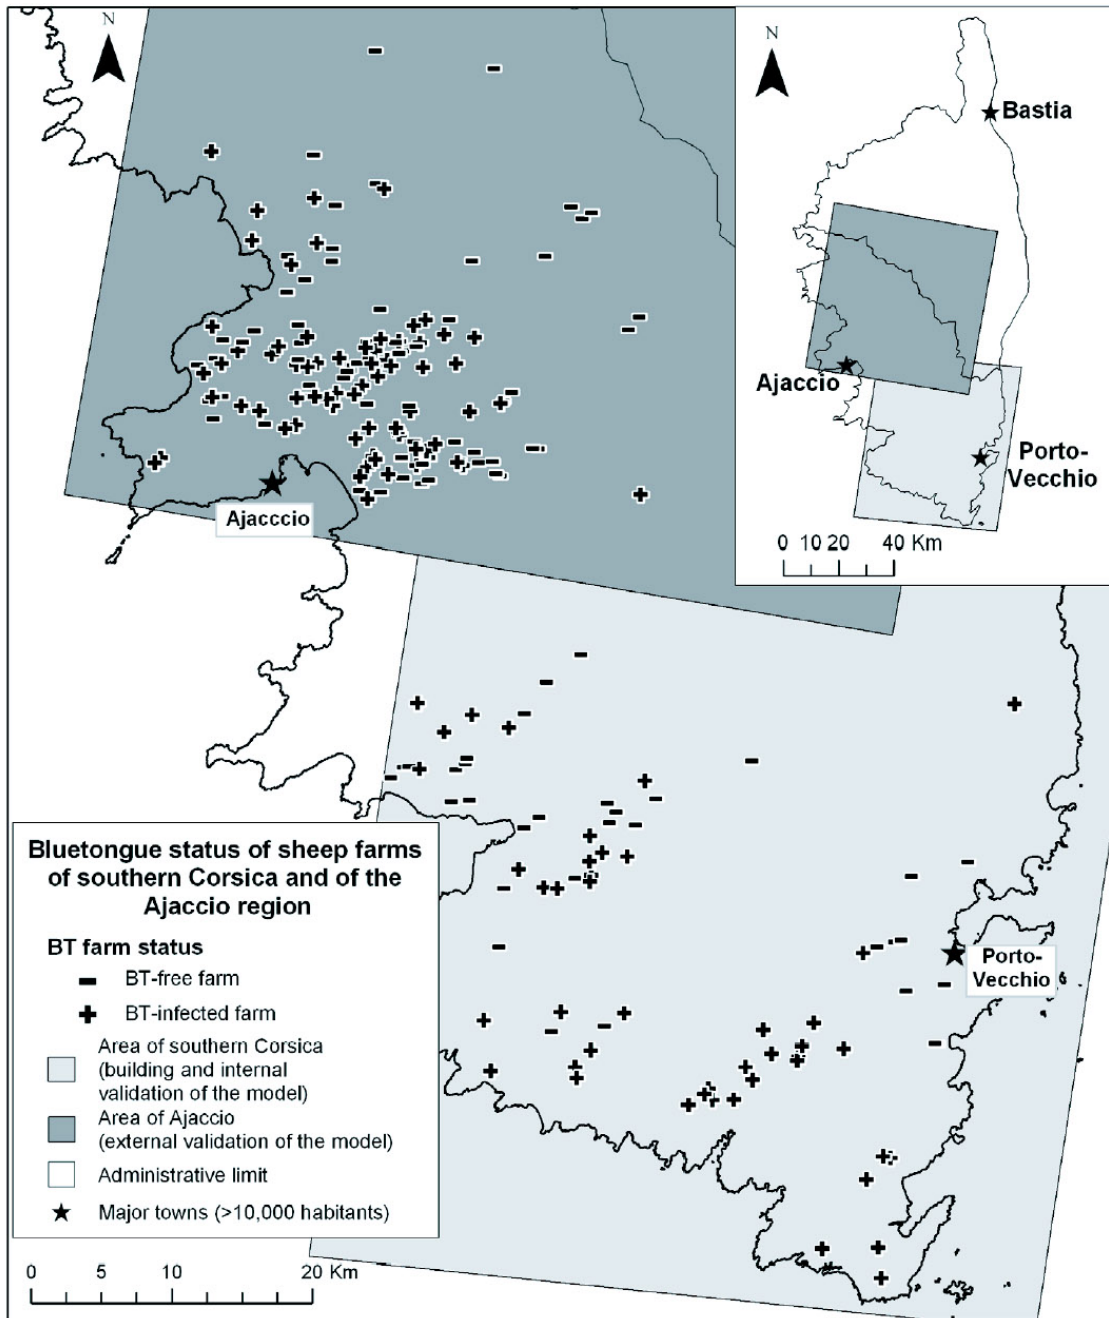 N
N
Bastia
Ajaccio
Porto-
Vecchio
0 10 20 40 Km
Ajacccio
Porto-
Vecchio
Bluetongue status of sheep farms
of southern Corsica and of the
Ajaccio region
BT farm status
BT-free farm
BT-infected farm
Area of southern Corsica
(building and internal
validation of the model)
Area of Ajaccio
(external validation of the model)
Administrative limit
Major towns (>10,000 habitants)
0 5 10 20 Km